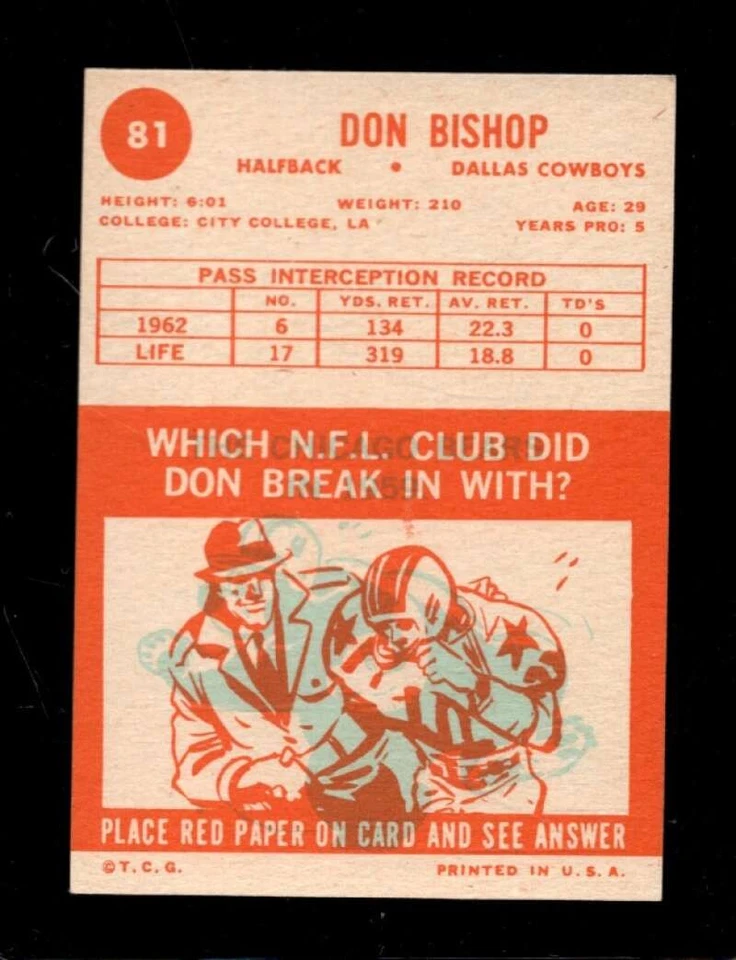 81
DON BISHOP
HALFBACK • DALLAS COWBOYS
HEIGHT: 6:01 WEIGHT: 210 AGE: 29
COLLEGE: CITY COLLEGE, LA YEARS PRO: 5
PASS INTERCEPTION RECORD
NO. YDS. RET. AV. RET. TD'S
1962 6 134 22.3 0
LIFE 17 319 18.8 0
WHICH N.F.L. CLUB DID
DON BREAK IN WITH?
THE CHICAGO BEARS
PLACE RED PAPER ON CARD AND SEE ANSWER
©T.C.G. PRINTED IN U.S.A.